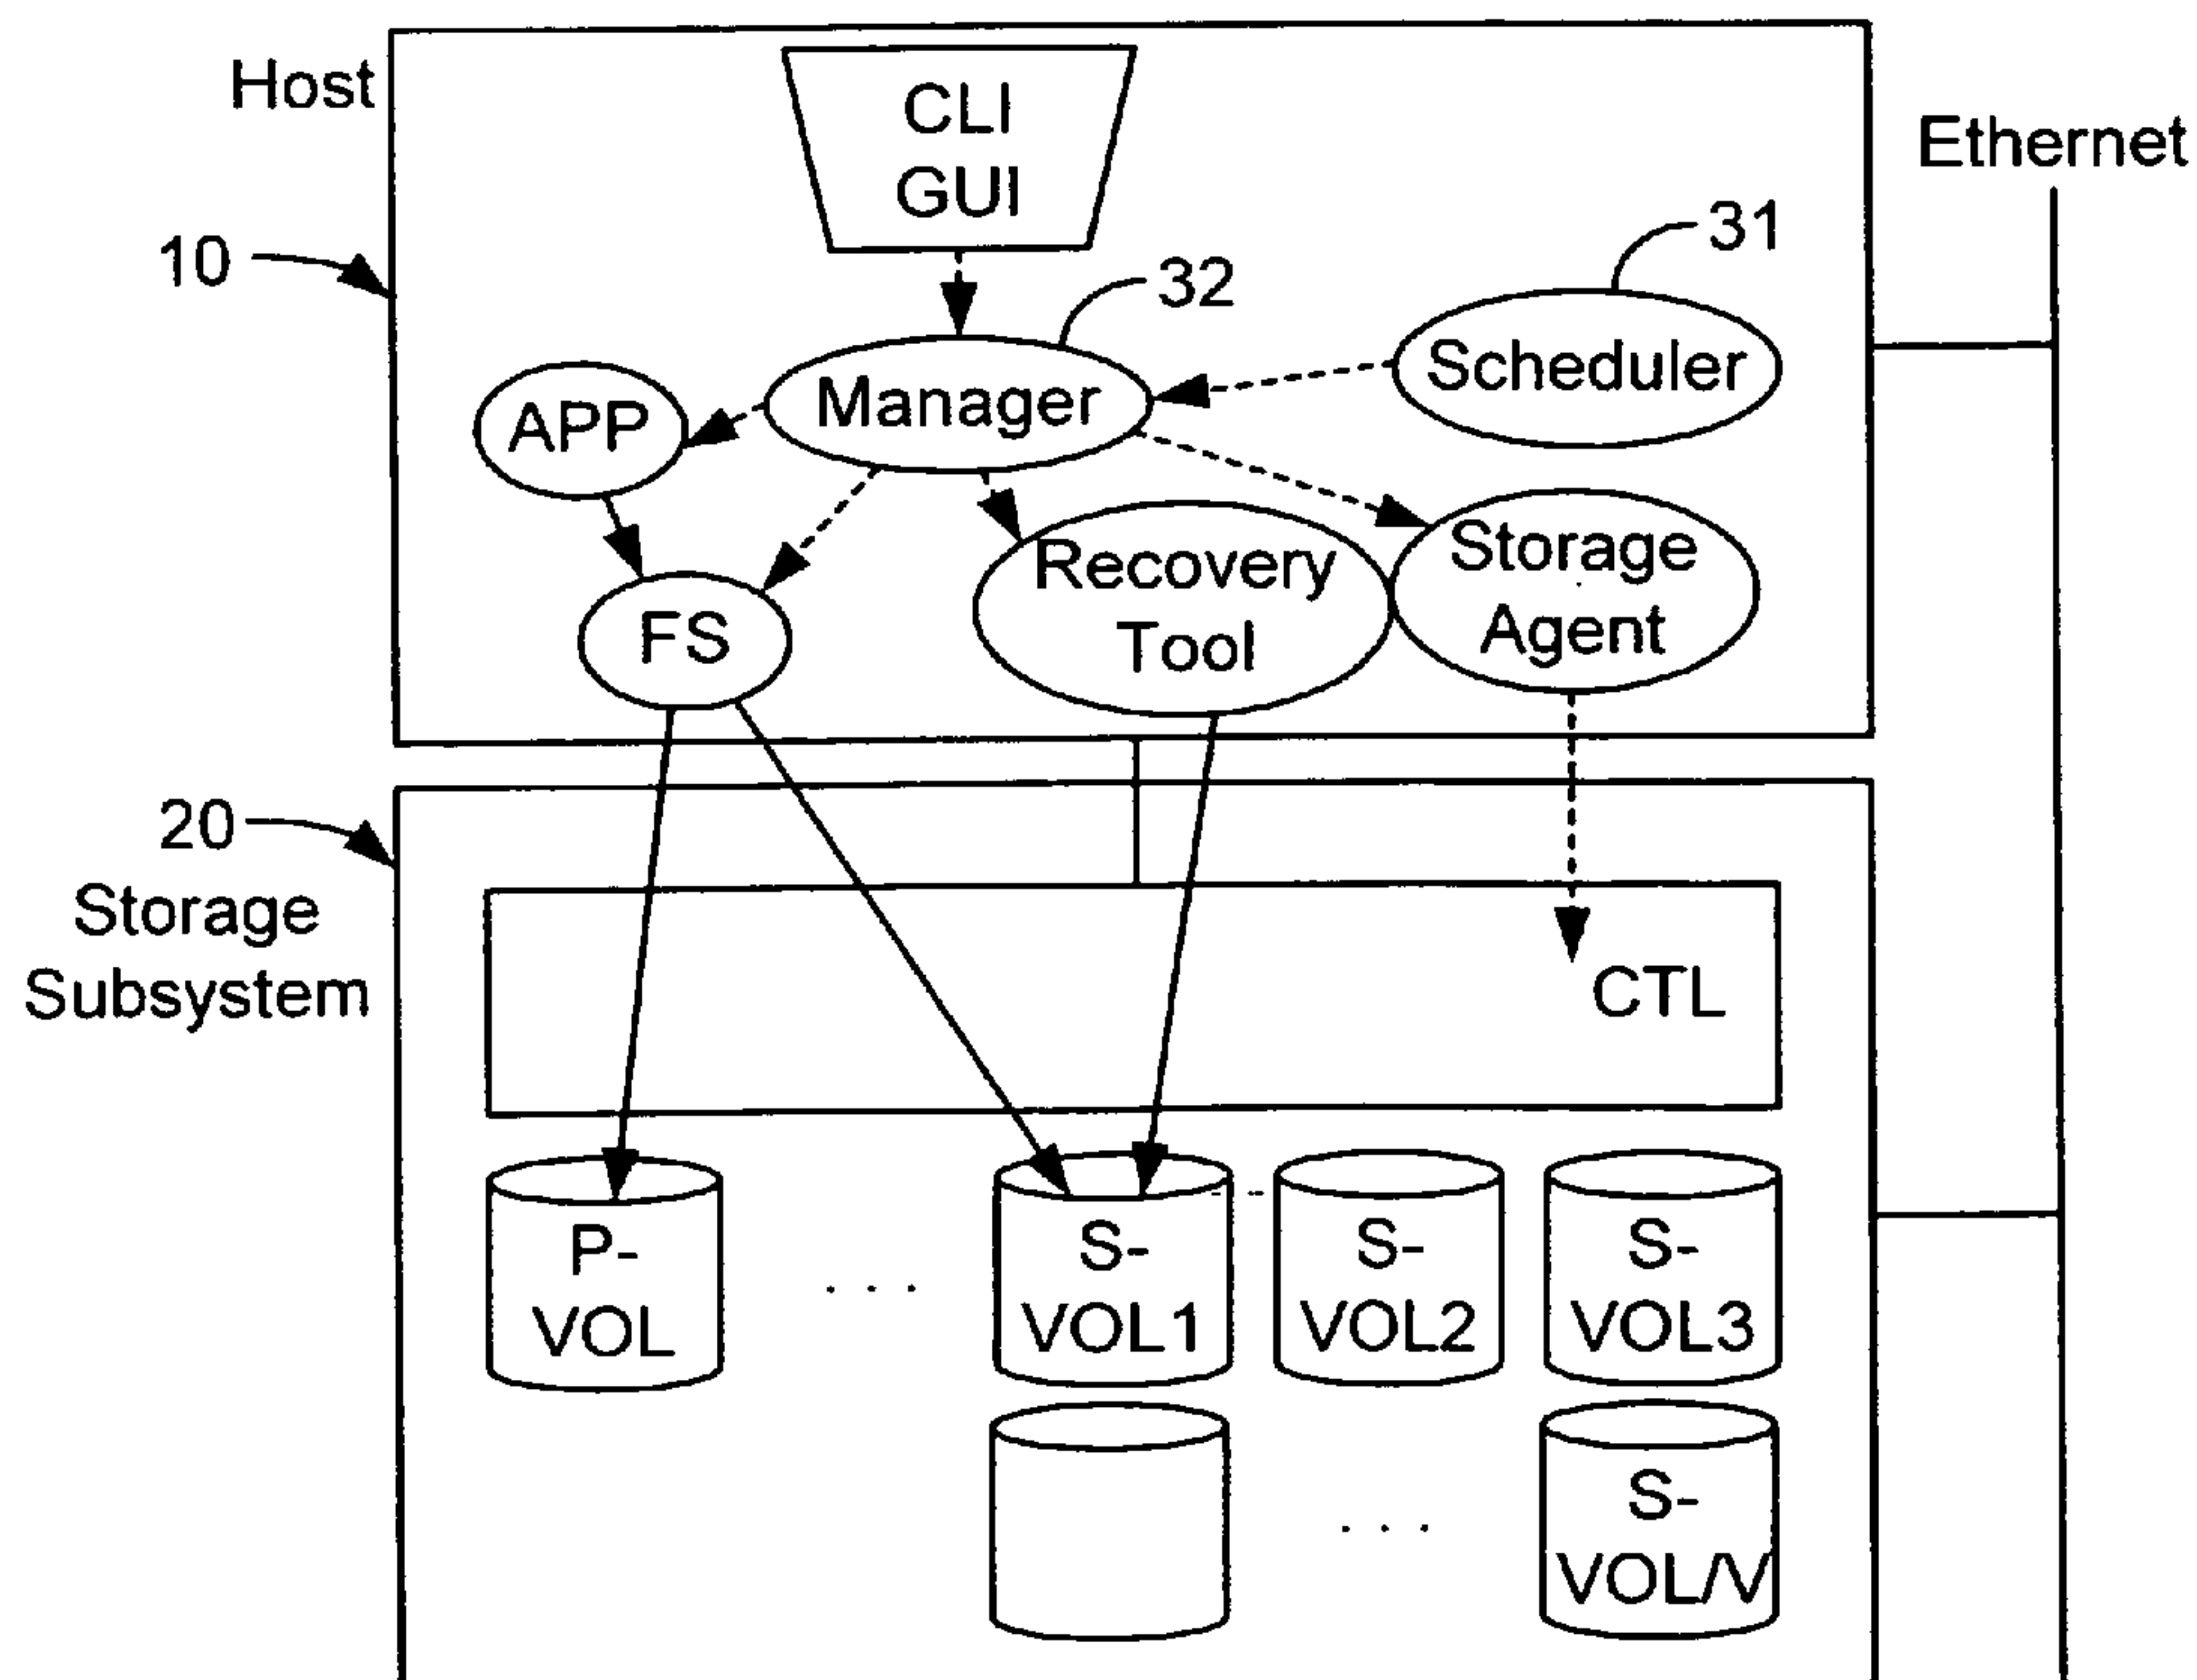 Host
CLI
GUI
Ethernet
31
10
32
Scheduler
Manager
APP
Storage
Agent
Recovery
Tool
FS
20
Storage
Subsystem
CTL
P-
VOL
. . .
S-
VOL1
S-
VOL2
S-
VOL3
. . .
S-
VOL/V